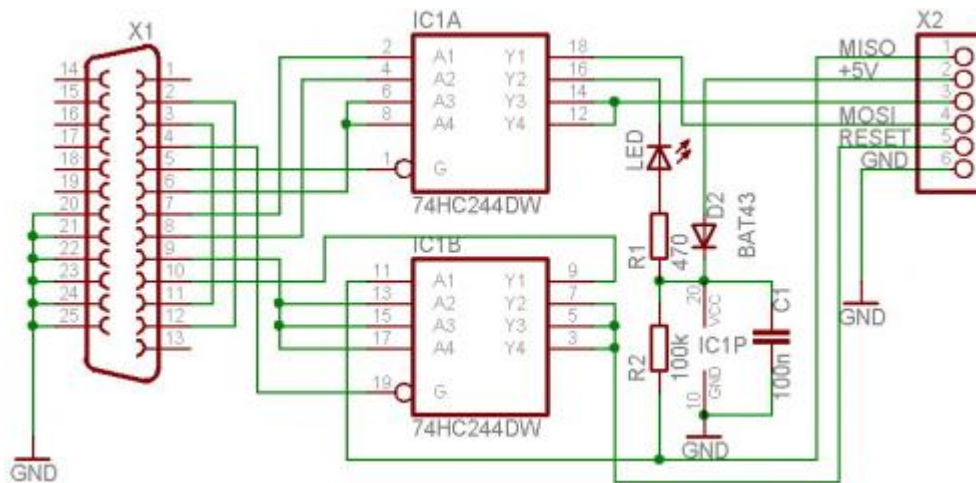 X1
14
15
16
17
18
19
20
21
22
23
24
25
1
2
3
4
5
6
7
8
9
10
11
12
13
GND
IC1A
2 A1 Y1 18
4 A2 Y2 16
6 A3 Y3 14
8 A4 Y4 12
1 G
74HC244DW
IC1B
11 A1 Y1 9
13 A2 Y2 7
15 A3 Y3 5
17 A4 Y4 3
19 G
74HC244DW
LED
R1
470
R2
100k
D2
BAT43
20
VCC
IC1P
GND
10
GND
C1
100n
X2
MISO 1
+5V 2
3
MOSI 4
RESET 5
GND 6
GND